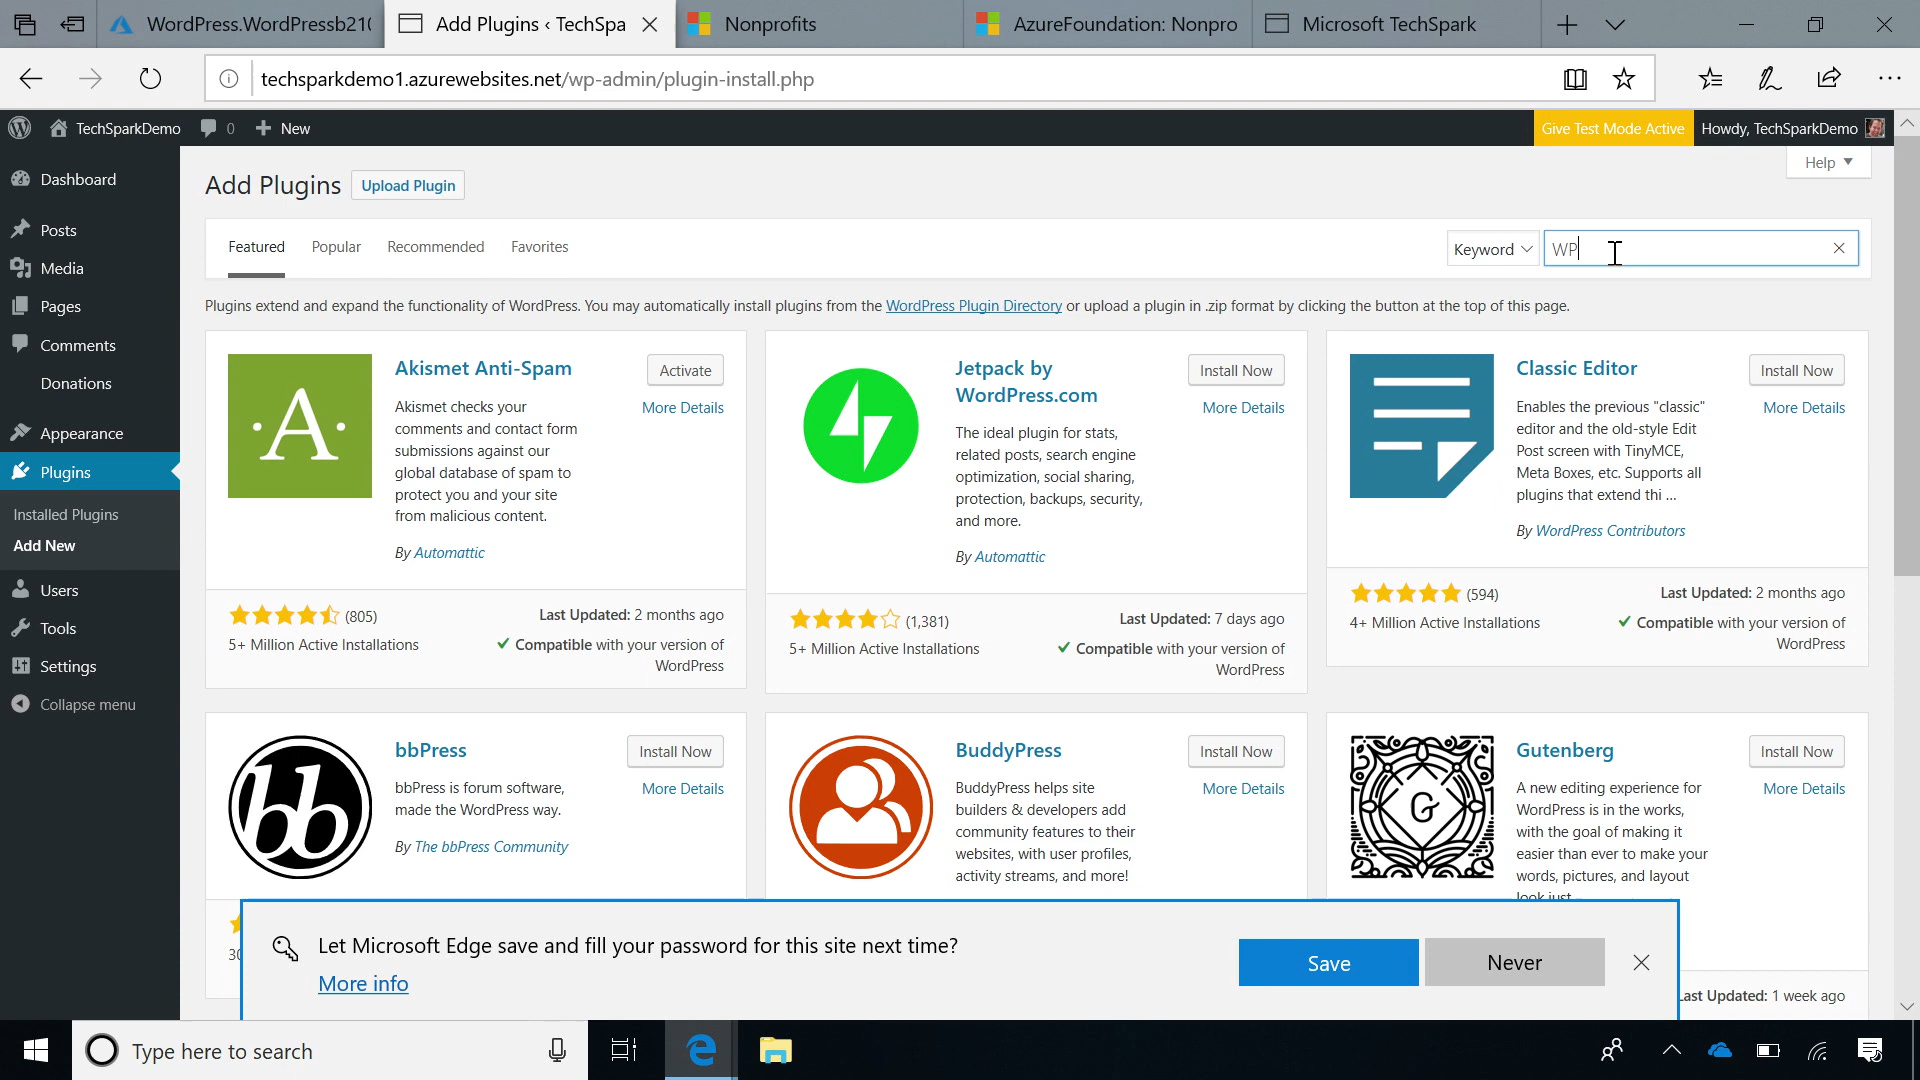 WordPress.WordPressb210
Add Plugins ‹ TechSpa
Nonprofits
AzureFoundation: Nonpro
Microsoft TechSpark
techsparkdemo1.azurewebsites.net/wp-admin/plugin-install.php
TechSparkDemo
0
New
Give Test Mode Active
Howdy, TechSparkDemo
Help
Dashboard
Posts
Media
Pages
Comments
Donations
Appearance
Plugins
Installed Plugins
Add New
Users
Tools
Settings
Collapse menu
Add Plugins
Upload Plugin
Featured
Popular
Recommended
Favorites
Keyword
WP
Plugins extend and expand the functionality of WordPress. You may automatically install plugins from the WordPress Plugin Directory or upload a plugin in .zip format by clicking the button at the top of this page.
A
Akismet Anti-Spam
Activate
More Details
Akismet checks your
comments and contact form
submissions against our
global database of spam to
protect you and your site
from malicious content.
By Automattic
(805)
5+ Million Active Installations
Last Updated: 2 months ago
Compatible with your version of
WordPress
Jetpack by
WordPress.com
Install Now
More Details
The ideal plugin for stats,
related posts, search engine
optimization, social sharing,
protection, backups, security,
and more.
By Automattic
(1,381)
5+ Million Active Installations
Last Updated: 7 days ago
Compatible with your version of
WordPress
Classic Editor
Install Now
More Details
Enables the previous "classic"
editor and the old-style Edit
Post screen with TinyMCE,
Meta Boxes, etc. Supports all
plugins that extend thi ...
By WordPress Contributors
(594)
4+ Million Active Installations
Last Updated: 2 months ago
Compatible with your version of
WordPress
bb
bbPress
Install Now
More Details
bbPress is forum software,
made the WordPress way.
By The bbPress Community
BuddyPress
Install Now
More Details
BuddyPress helps site
builders & developers add
community features to their
websites, with user profiles,
activity streams, and more!
G
Gutenberg
Install Now
More Details
A new editing experience for
WordPress is in the works,
with the goal of making it
easier than ever to make your
words, pictures, and layout
look just
Last Updated: 1 week ago
Let Microsoft Edge save and fill your password for this site next time?
More info
Save
Never
Type here to search